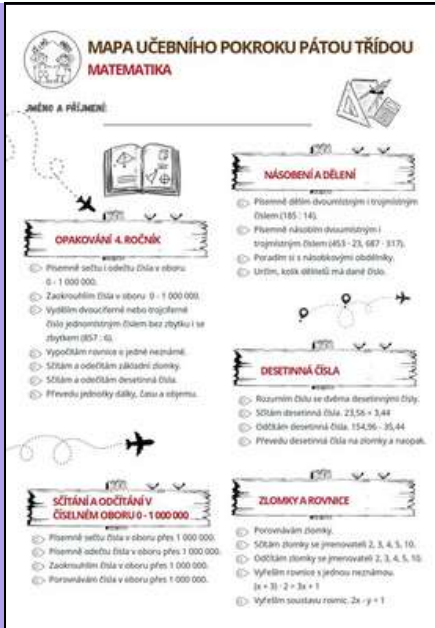 MAPA UČEBNÍHO POKROKU PÁTOU TŘÍDOU
MATEMATIKA
JMÉNO A PŘÍJMENÍ:
OPAKOVÁNÍ 4. ROČNÍK
Písemně sečtu i odečtu čísla v oboru
0 - 1 000 000.
Zaokrouhlím čísla v oboru 0 - 1 000 000.
Vydělím dvouciferné nebo trojciferné
číslo jednomístným číslem bez zbytku i se
zbytkem (857 : 6).
Vypočítám rovnice o jedné neznámé.
Sčítám a odečítám základní zlomky.
Sčítám a odečítám desetinná čísla.
Převedu jednotky délky, času a objemu.
SČÍTÁNÍ A ODČÍTÁNÍ V
ČÍSELNÉM OBORU 0 - 1 000 000
Písemně sečtu čísla v oboru přes 1 000 000.
Písemně odečtu čísla v oboru přes 1 000 000.
Zaokrouhlím čísla v oboru přes 1 000 000.
Porovnávám čísla v oboru přes 1 000 000.
NÁSOBENÍ A DĚLENÍ
Písemně dělím dvoumístným i trojmístným
číslem (185 : 14).
Písemně násobím dvoumístným i
trojmístným číslem (453 · 23, 687 · 317).
Poradím si s násobkovými obdélníky.
Určím, kolik dělitelů má dané číslo.
DESETINNÁ ČÍSLA
Rozumím číslu se dvěma desetinnými čísly.
Sčítám desetinná čísla. 23,56 + 3,44
Odčítám desetinná čísla. 154,96 - 35,44
Převedu desetinná čísla na zlomky a naopak.
ZLOMKY A ROVNICE
Porovnávám zlomky.
Sčítám zlomky se jmenovateli 2, 3, 4, 5, 10.
Odčítám zlomky se jmenovateli 2, 3, 4, 5, 10.
Vyřeším rovnice s jednou neznámou.
(x + 3) · 2 = 3x + 1
Vyřeším soustavu rovnic. 2x - y = 1